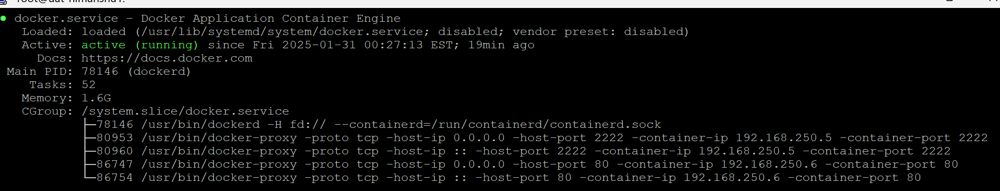 ● docker.service - Docker Application Container Engine
Loaded: loaded (/usr/lib/systemd/system/docker.service; disabled; vendor preset: disabled)
Active: active (running) since Fri 2025-01-31 00:27:13 EST; 19min ago
Docs: https://docs.docker.com
Main PID: 78146 (dockerd)
Tasks: 52
Memory: 1.6G
CGroup: /system.slice/docker.service
├─78146 /usr/bin/dockerd -H fd:// --containerd=/run/containerd/containerd.sock
├─80953 /usr/bin/docker-proxy -proto tcp -host-ip 0.0.0.0 -host-port 2222 -container-ip 192.168.250.5 -container-port 2222
├─80960 /usr/bin/docker-proxy -proto tcp -host-ip :: -host-port 2222 -container-ip 192.168.250.5 -container-port 2222
├─86747 /usr/bin/docker-proxy -proto tcp -host-ip 0.0.0.0 -host-port 80 -container-ip 192.168.250.6 -container-port 80
└─86754 /usr/bin/docker-proxy -proto tcp -host-ip :: -host-port 80 -container-ip 192.168.250.6 -container-port 80